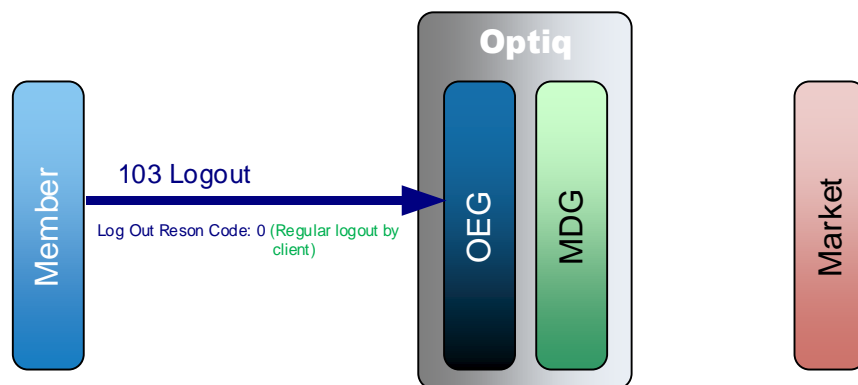 Optiq
Member
103 Logout
Log Out Reson Code: 0 (Regular logout by
client)
OEG
MDG
Market